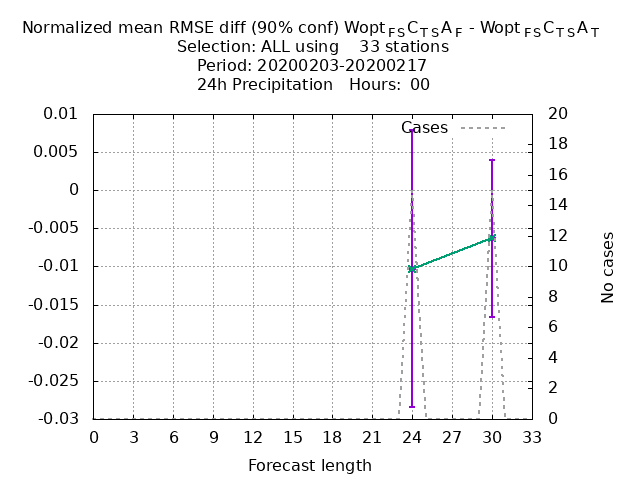 Normalized mean RMSE diff (90% conf) Wopt FS C TS A F - Wopt FS C TS A T
Selection: ALL using 33 stations
Period: 20200203-20200217
24h Precipitation Hours: 00
Cases
0.01
0.005
0
-0.005
-0.01
-0.015
-0.02
-0.025
-0.03
20
18
16
14
12
10
8
6
4
2
0
No cases
0 3 6 9 12 15 18 21 24 27 30 33
Forecast length